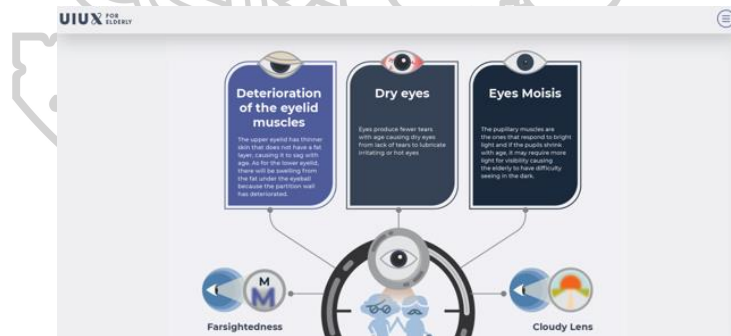 UIUX FOR
ELDERLY
Deterioration
of the eyelid
muscles
The upper eyelid has thinner
skin that does not have a fat
layer, causing it to sag with
age. As for the lower eyelid,
there will be swelling from
the fat under the eyeball
because the partition wall
has deteriorated.
Dry eyes
Eyes produce fewer tears
with age causing dry eyes
from lack of tears to lubricate
irritating or hot eyes
Eyes Moisis
The pupillary muscles are
the ones that respond to bright
light and if the pupils shrink
with age, it may require more
light for visibility causing
the elderly to have difficulty
seeing in the dark.
M
M
Farsightedness
Cloudy Lens